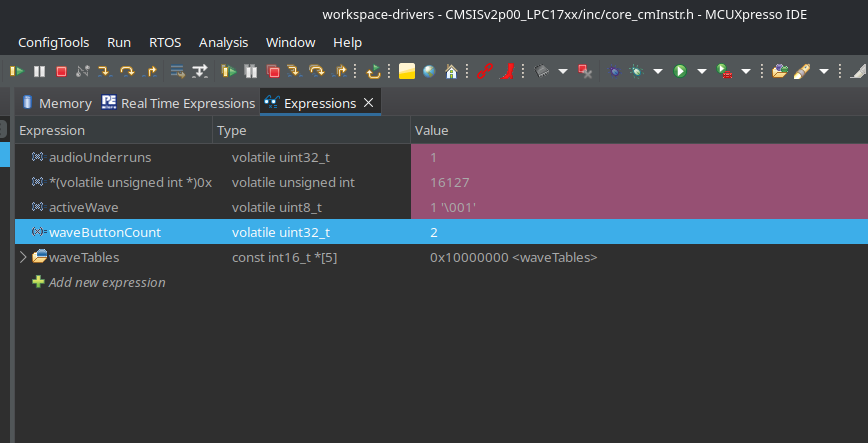 workspace-drivers - CMSISv2p00_LPC17xx/inc/core_cmInstr.h - MCUXpresso IDE
ConfigTools Run RTOS Analysis Window Help
Memory Real Time Expressions Expressions
Expression Type Value
audioUnderruns volatile uint32_t 1
*(volatile unsigned int *)0x volatile unsigned int 16127
activeWave volatile uint8_t 1 '\001'
waveButtonCount volatile uint32_t 2
waveTables const int16_t *[5] 0x10000000 <waveTables>
Add new expression